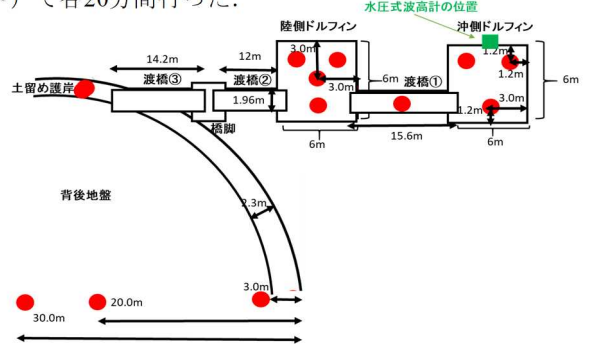 ）で各20分間行った．
水圧式波高計の位置
陸側ドルフィン
沖側ドルフィン
14.2m
12m
3.0m
1.2m
土留め護岸
渡橋③
渡橋②
6m
渡橋①
1.2m
6m
1.96m
3.0m
1.2m
3.0m
橋脚
6m
15.6m
6m
背後地盤
2.3m
3.0m
20.0m
30.0m